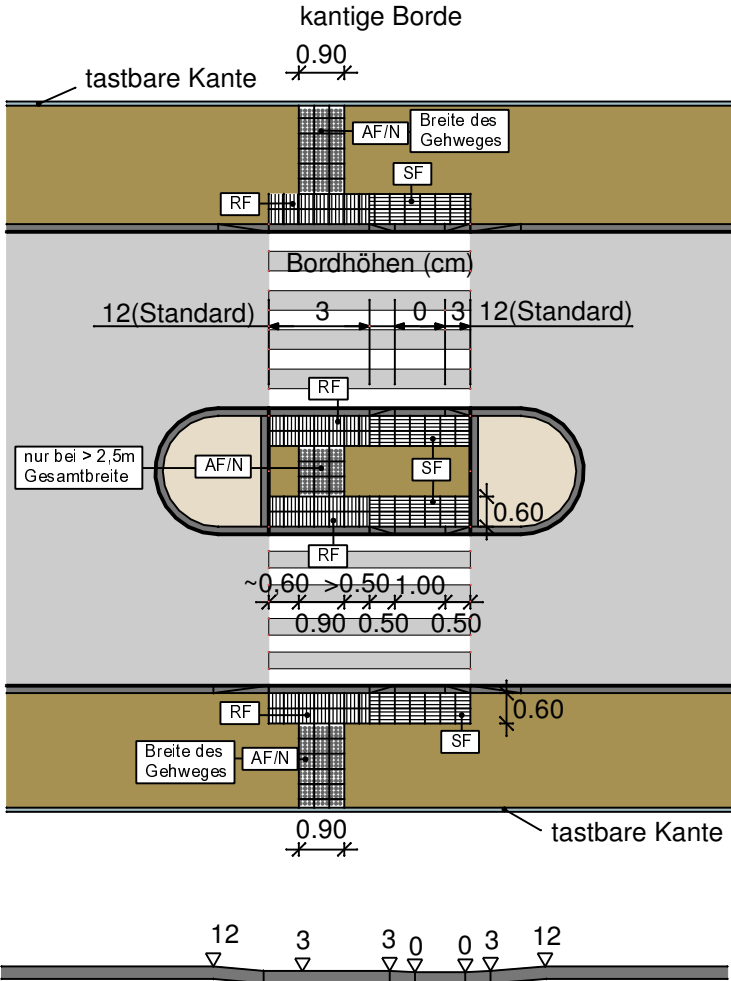 kantige Borde
0.90
tastbare Kante
AF/N
Breite des
Gehweges
SF
RF
Bordhöhen (cm)
12(Standard)
3
0
3
12(Standard)
RF
nur bei > 2,5m
Gesamtbreite
AF/N
SF
0.60
RF
~0,60
>0.50
1.00
0.90
0.50
0.50
RF
0.60
SF
Breite des
Gehweges
AF/N
0.90
tastbare Kante
12
3
3
0
0
3
12